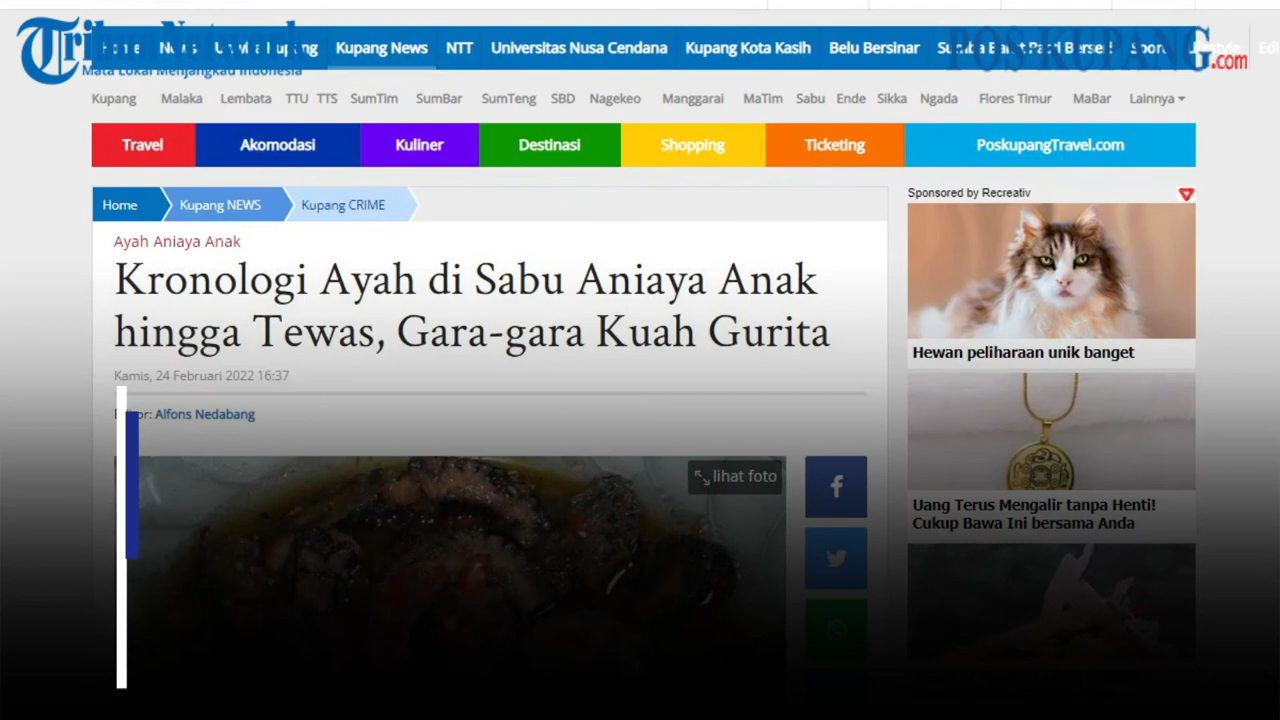 Tribun Network
Mata Lokal Menjangkau Indonesia
POS-KUPANG.com
Home News Kupang News NTT Universitas Nusa Cendana Kupang Kota Kasih Belu Bersinar Sport Lifestyle
Kupang Malaka Lembata TTU TTS SumTim SumBar SumTeng SBD Nagekeo Manggarai MaTim Sabu Ende Sikka Ngada Flores Timur MaBar Lainnya
Travel Akomodasi Kuliner Destinasi Shopping Ticketing PoskupangTravel.com
Home Kupang NEWS Kupang CRIME
Ayah Aniaya Anak
Kronologi Ayah di Sabu Aniaya Anak
hingga Tewas, Gara-gara Kuah Gurita
Kamis, 24 Februari 2022 16:37
Alfons Nedabang
lihat foto
Sponsored by Recreativ
Hewan peliharaan unik banget
Uang Terus Mengalir tanpa Henti!
Cukup Bawa Ini bersama Anda